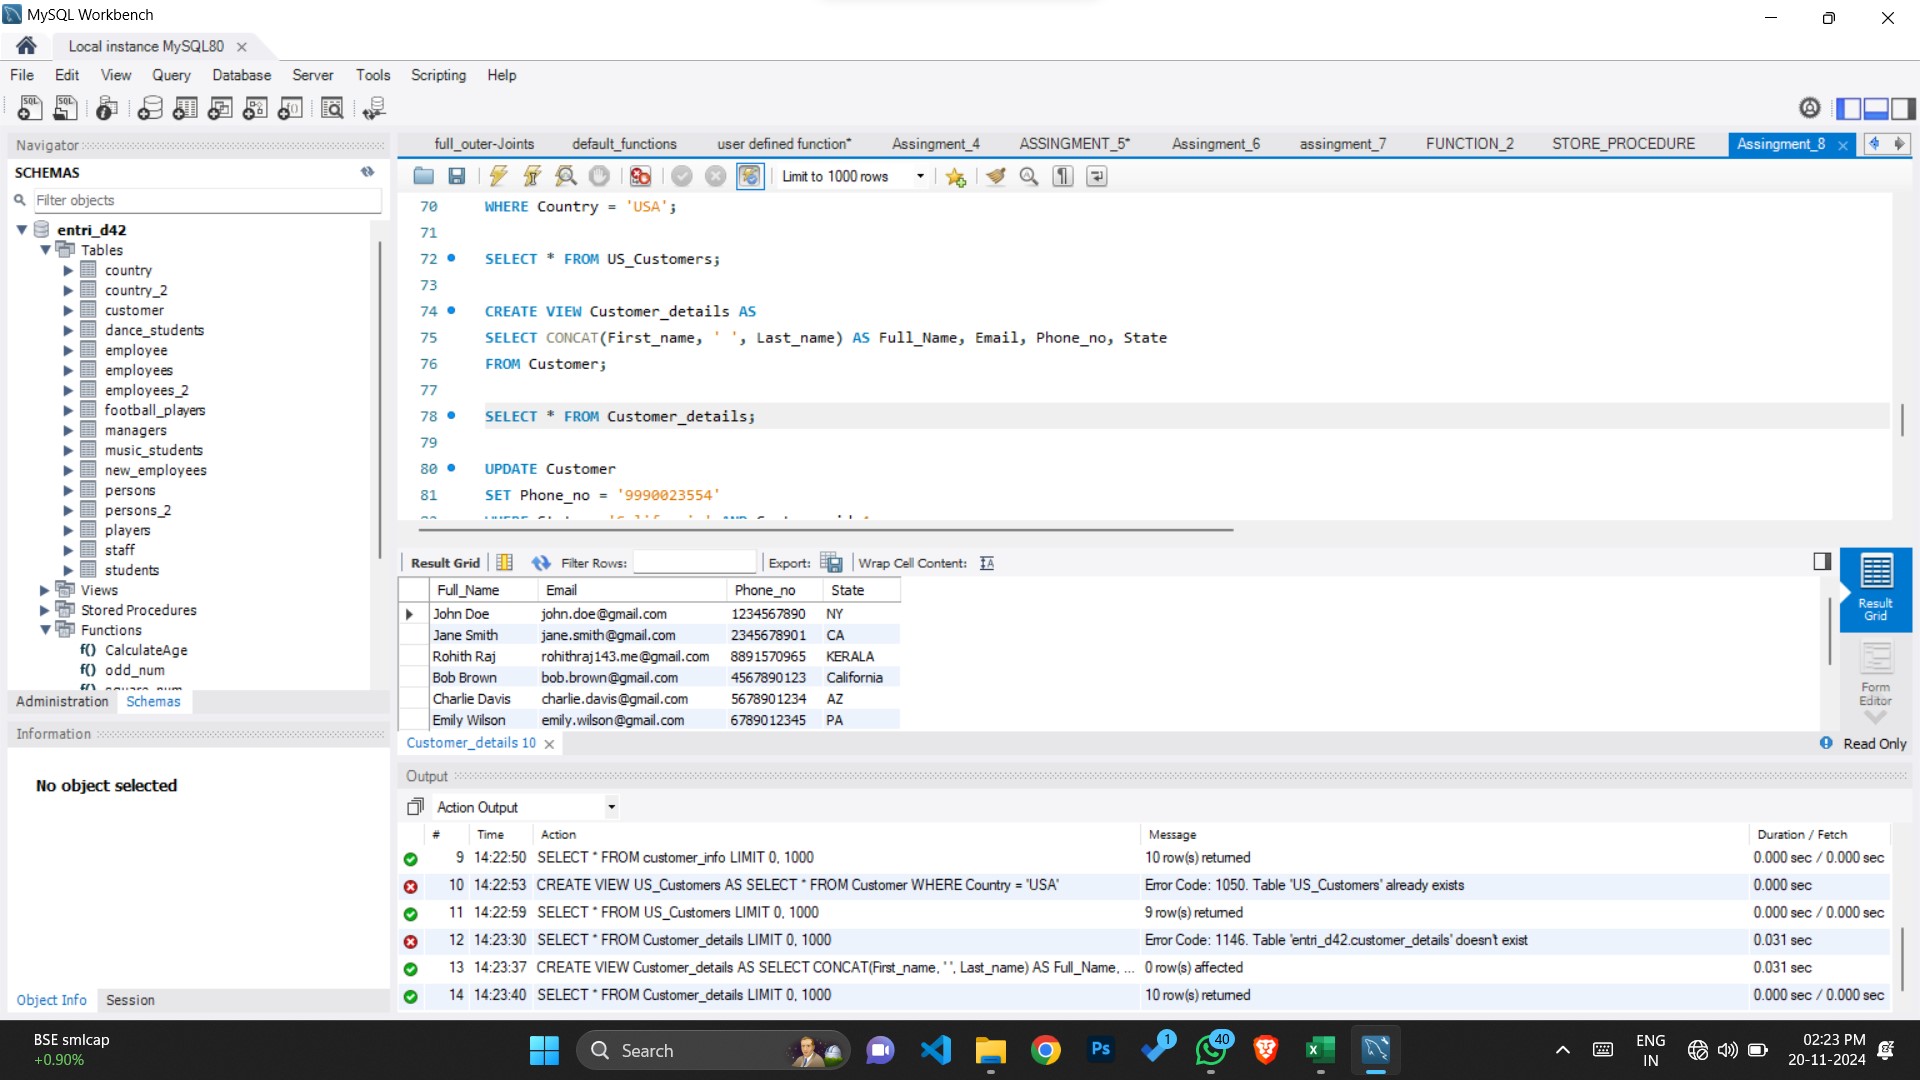 MySQL Workbench
Local instance MySQL80
File Edit View Query Database Server Tools Scripting Help
Navigator
SCHEMAS
Filter objects
entri_d42
Tables
country
country_2
customer
dance_students
employee
employees
employees_2
football_players
managers
music_students
new_employees
persons
persons_2
players
staff
students
Views
Stored Procedures
Functions
f() CalculateAge
f() odd_num
Administration Schemas
Information
No object selected
Object Info Session
full_outer-Joints default_functions user defined function* Assingment_4 ASSINGMENT_5* Assingment_6 assingment_7 FUNCTION_2 STORE_PROCEDURE Assingment_8
Limit to 1000 rows
70 WHERE Country = 'USA';
71
72 SELECT * FROM US_Customers;
73
74 CREATE VIEW Customer_details AS
75 SELECT CONCAT(First_name, ' ', Last_name) AS Full_Name, Email, Phone_no, State
76 FROM Customer;
77
78 SELECT * FROM Customer_details;
79
80 UPDATE Customer
81 SET Phone_no = '9990023554'
Result Grid Filter Rows: Export: Wrap Cell Content:
Full_Name Email Phone_no State
John Doe john.doe@gmail.com 1234567890 NY
Jane Smith jane.smith@gmail.com 2345678901 CA
Rohith Raj rohithraj143.me@gmail.com 8891570965 KERALA
Bob Brown bob.brown@gmail.com 4567890123 California
Charlie Davis charlie.davis@gmail.com 5678901234 AZ
Emily Wilson emily.wilson@gmail.com 6789012345 PA
Result Grid
Form Editor
Customer_details 10
Read Only
Output
Action Output
# Time Action Message Duration / Fetch
9 14:22:50 SELECT * FROM customer_info LIMIT 0, 1000 10 row(s) returned 0.000 sec / 0.000 sec
10 14:22:53 CREATE VIEW US_Customers AS SELECT * FROM Customer WHERE Country = 'USA' Error Code: 1050. Table 'US_Customers' already exists 0.000 sec
11 14:22:59 SELECT * FROM US_Customers LIMIT 0, 1000 9 row(s) returned 0.000 sec / 0.000 sec
12 14:23:30 SELECT * FROM Customer_details LIMIT 0, 1000 Error Code: 1146. Table 'entri_d42.customer_details' doesn't exist 0.031 sec
13 14:23:37 CREATE VIEW Customer_details AS SELECT CONCAT(First_name, ' ', Last_name) AS Full_Name, ... 0 row(s) affected 0.031 sec
14 14:23:40 SELECT * FROM Customer_details LIMIT 0, 1000 10 row(s) returned 0.000 sec / 0.000 sec
BSE smlcap
+0.90%
Search
Ps
1
40
ENG
IN
02:23 PM
20-11-2024